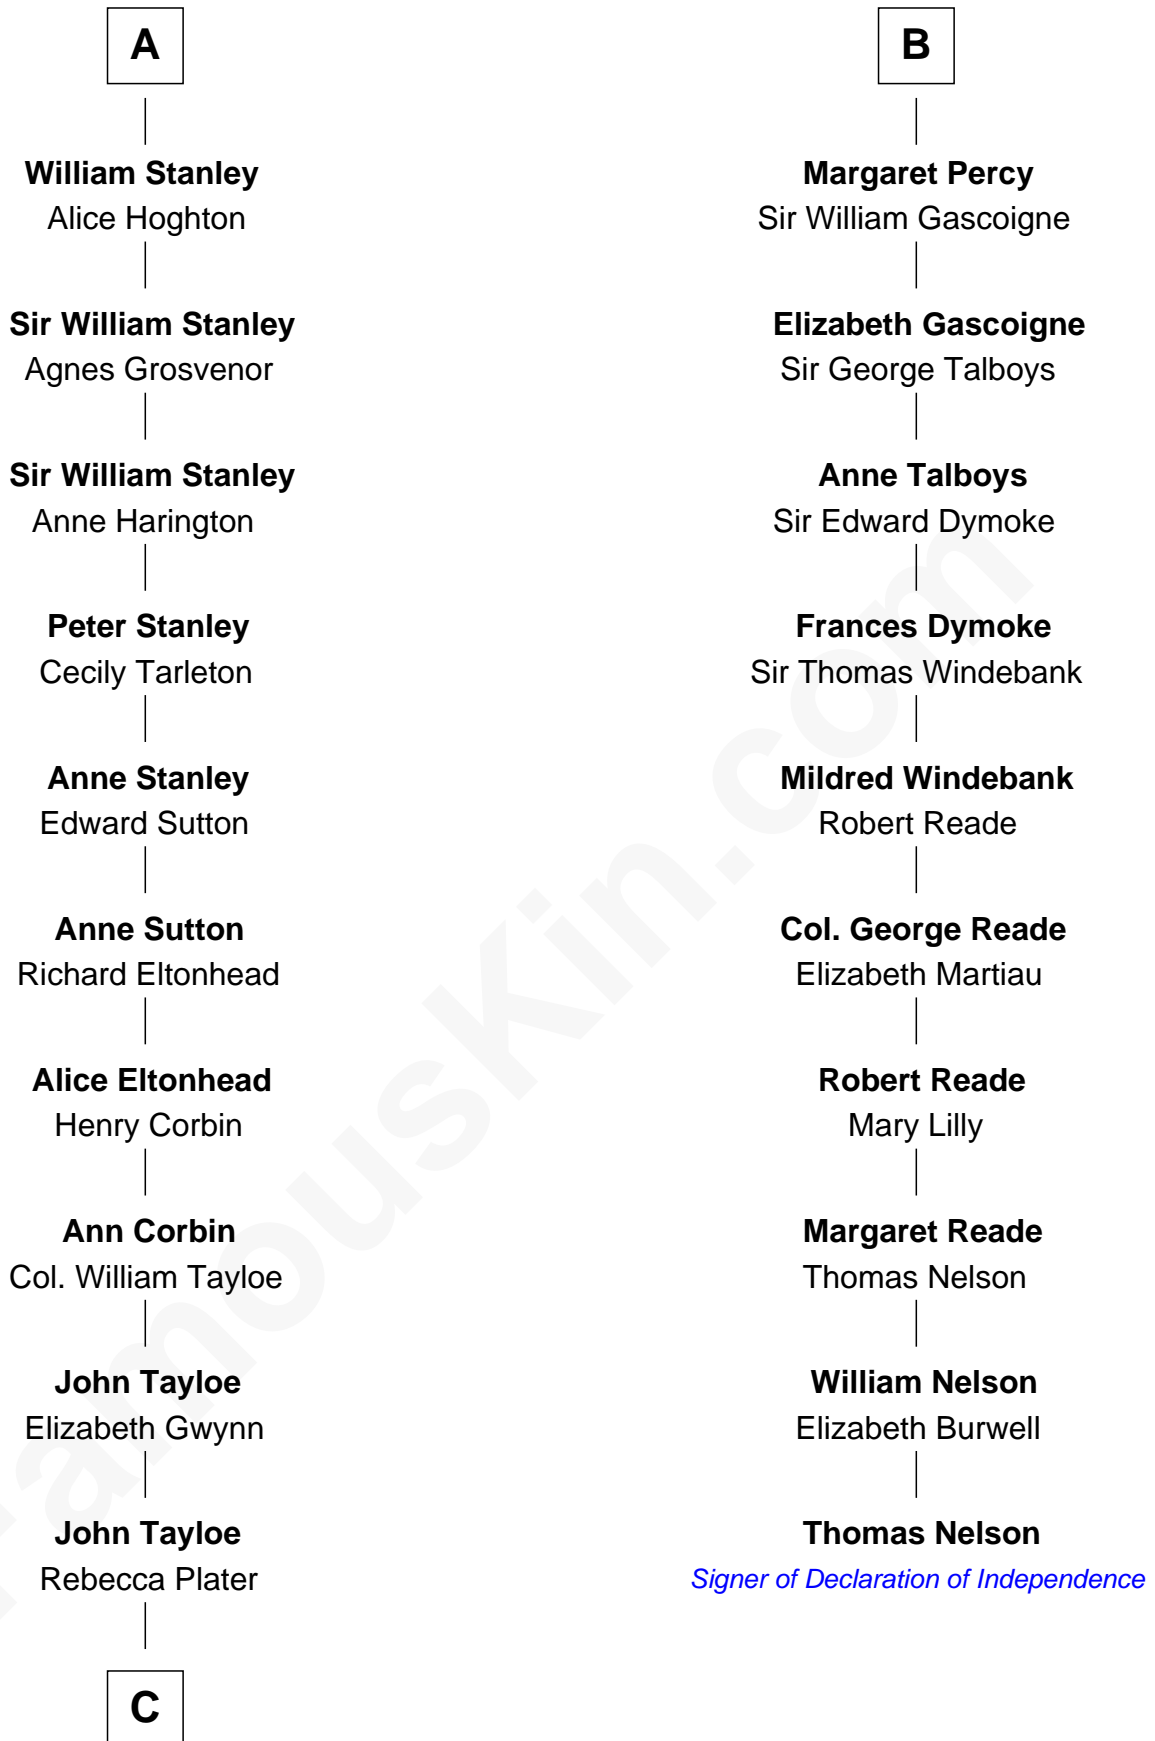 A
William Stanley
Alice Hoghton
Sir William Stanley
Agnes Grosvenor
Sir William Stanley
Anne Harington
Peter Stanley
Cecily Tarleton
Anne Stanley
Edward Sutton
Anne Sutton
Richard Eltonhead
Alice Eltonhead
Henry Corbin
Ann Corbin
Col. William Tayloe
John Tayloe
Elizabeth Gwynn
John Tayloe
Rebecca Plater
C
B
Margaret Percy
Sir William Gascoigne
Elizabeth Gascoigne
Sir George Talboys
Anne Talboys
Sir Edward Dymoke
Frances Dymoke
Sir Thomas Windebank
Mildred Windebank
Robert Reade
Col. George Reade
Elizabeth Martiau
Robert Reade
Mary Lilly
Margaret Reade
Thomas Nelson
William Nelson
Elizabeth Burwell
Thomas Nelson
Signer of Declaration of Independence
FamousKin.com